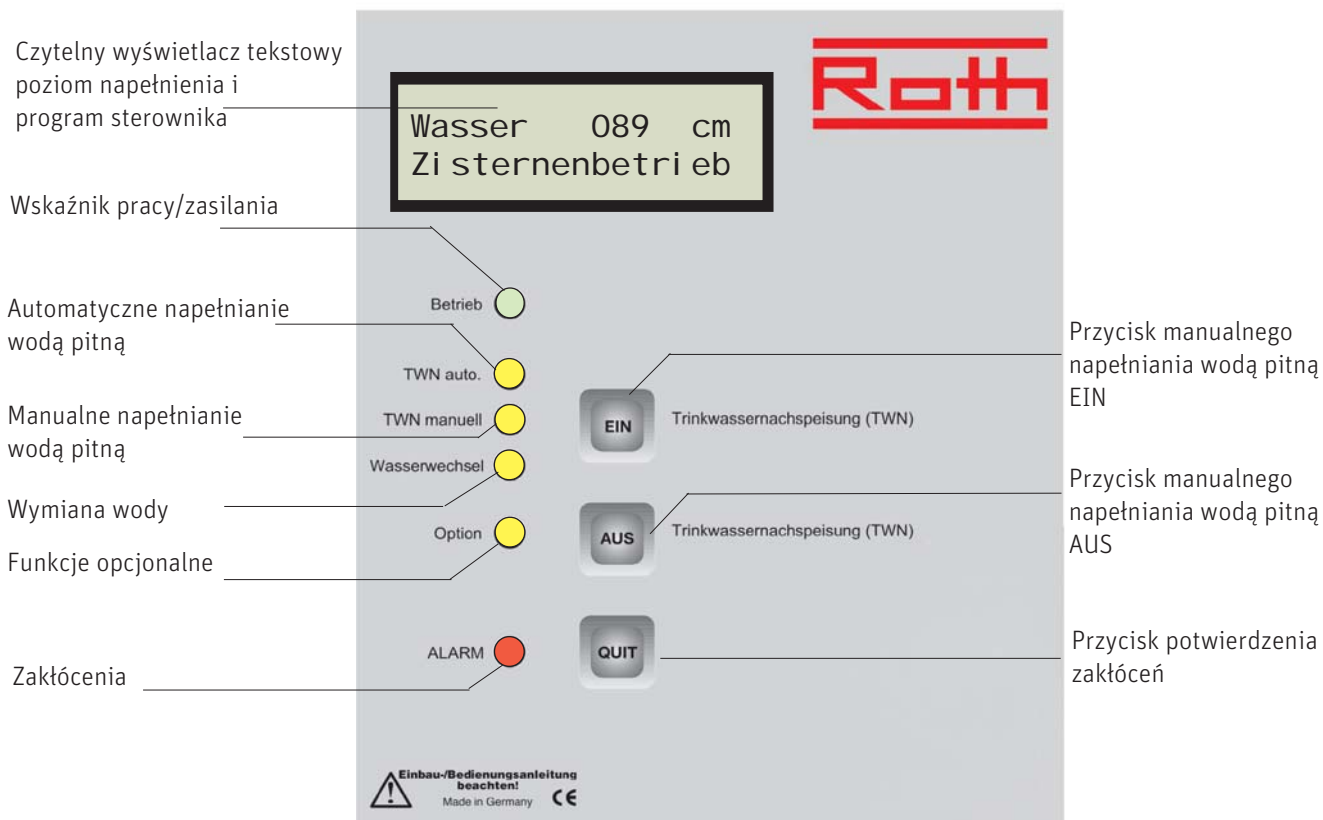 Czytelny wyświetlacz tekstowy
poziom napełnienia i
program sterownika
Wskaźnik pracy/zasilania
Automatyczne napełnianie
wodą pitną
Manualne napełnianie
wodą pitną
Wymiana wody
Funkcje opcjonalne
Zakłócenia
Roth
Wasser 089 cm
Zisternenbetrieb
Betrieb
TWN auto.
TWN manuell
Wasserwechsel
Option
ALARM
EIN
Trinkwassernachspeisung (TWN)
AUS
Trinkwassernachspeisung (TWN)
QUIT
Einbau-/Bedienungsanleitung
beachten!
Made in Germany CE
Przycisk manualnego
napełniania wodą pitną
EIN
Przycisk manualnego
napełniania wodą pitną
AUS
Przycisk potwierdzenia
zakłóceń